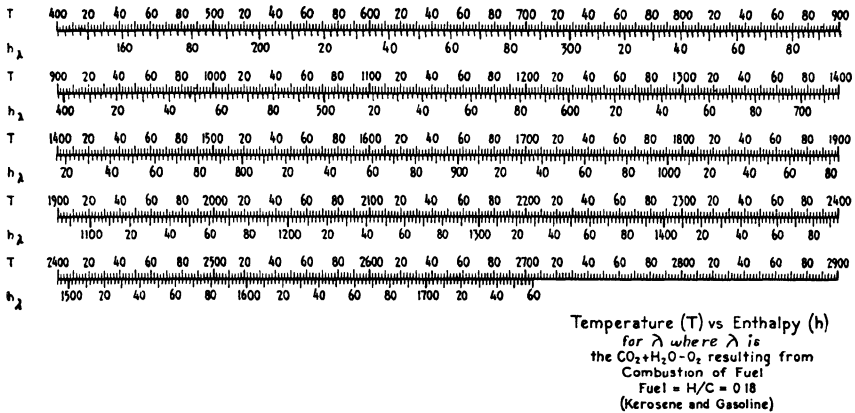 T 400 20 40 60 80 500 20 40 60 80 600 20 40 60 80 700 20 40 60 80 800 20 40 60 80 900
hλ 160 80 200 20 40 60 80 300 20 40 60 80
T 900 20 40 60 80 1000 20 40 60 80 1100 20 40 60 80 1200 20 40 60 80 1300 20 40 60 80 1400
hλ 400 20 40 60 80 500 20 40 60 80 600 20 40 60 80 700
T 1400 20 40 60 80 1500 20 40 60 80 1600 20 40 60 80 1700 20 40 60 80 1800 20 40 60 80 1900
hλ 20 40 60 80 800 20 40 60 80 900 20 40 60 80 1000 20 40 60 80
T 1900 20 40 60 80 2000 20 40 60 80 2100 20 40 60 80 2200 20 40 60 80 2300 20 40 60 80 2400
hλ 1100 20 40 60 80 1200 20 40 60 80 1300 20 40 60 80 1400 20 40 60 80
T 2400 20 40 60 80 2500 20 40 60 80 2600 20 40 60 80 2700 20 40 60 80 2800 20 40 60 80 2900
hλ 1500 20 40 60 80 1600 20 40 60 80 1700 20 40 60
Temperature (T) vs Enthalpy (h)
for λ where λ is
the CO₂+H₂O-O₂ resulting from
Combustion of Fuel
Fuel = H/C = 0 18
(Kerosene and Gasoline)